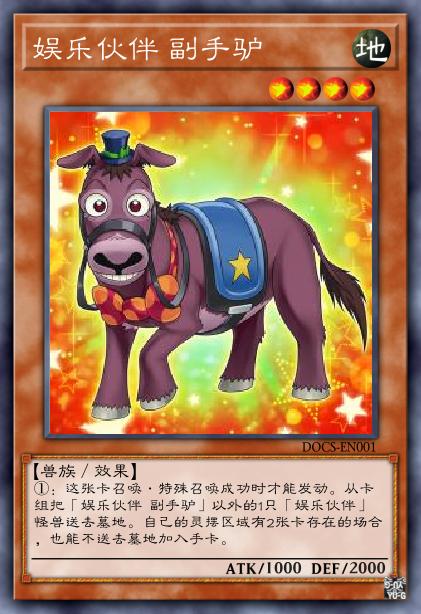 娱乐伙伴 副手驴
地
DOCS-EN001
【兽族／效果】
①：这张卡召唤·特殊召唤成功时才能发动。从卡
组把「娱乐伙伴 副手驴」以外的1只「娱乐伙伴」
怪兽送去墓地。自己的灵摆区域有2张卡存在的场合
，也能不送去墓地加入手卡。
ATK/1000 DEF/2000